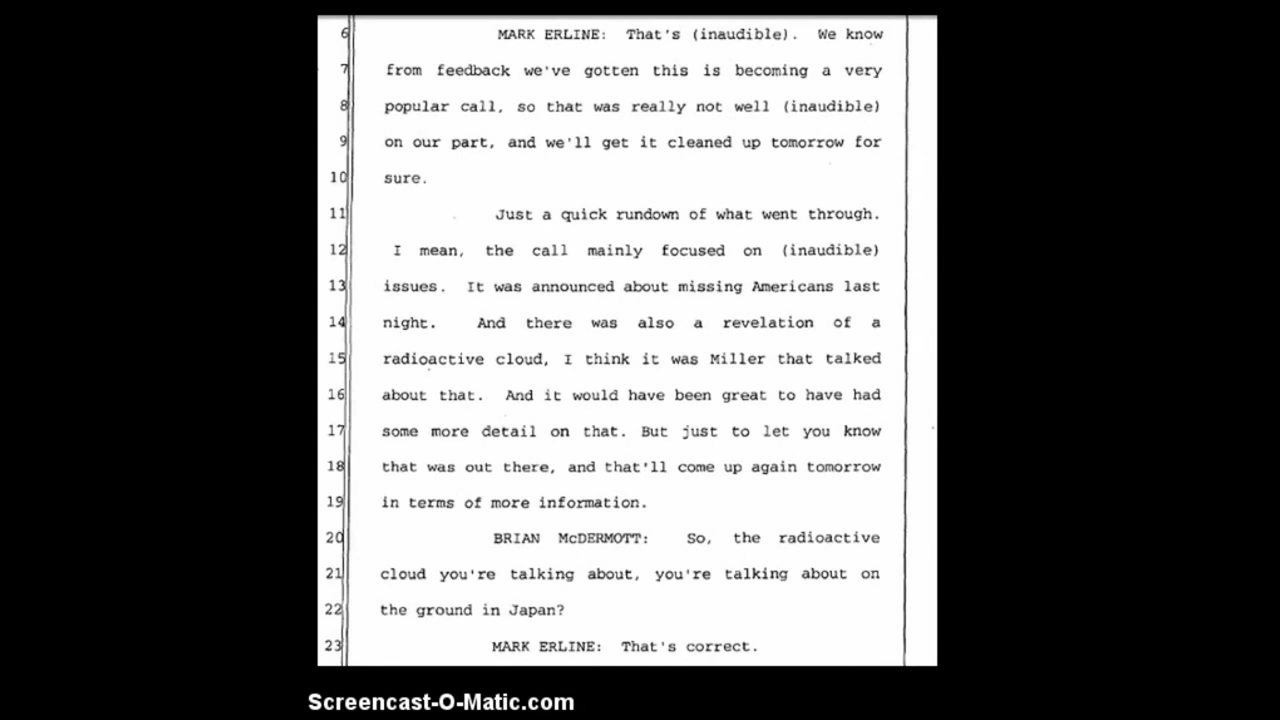 6 MARK ERLINE: That's (inaudible). We know
7 from feedback we've gotten this is becoming a very
8 popular call, so that was really not well (inaudible)
9 on our part, and we'll get it cleaned up tomorrow for
10 sure.
11 Just a quick rundown of what went through.
12 I mean, the call mainly focused on (inaudible)
13 issues. It was announced about missing Americans last
14 night. And there was also a revelation of a
15 radioactive cloud, I think it was Miller that talked
16 about that. And it would have been great to have had
17 some more detail on that. But just to let you know
18 that was out there, and that'll come up again tomorrow
19 in terms of more information.
20 BRIAN McDERMOTT: So, the radioactive
21 cloud you're talking about, you're talking about on
22 the ground in Japan?
23 MARK ERLINE: That's correct.
Screencast-O-Matic.com